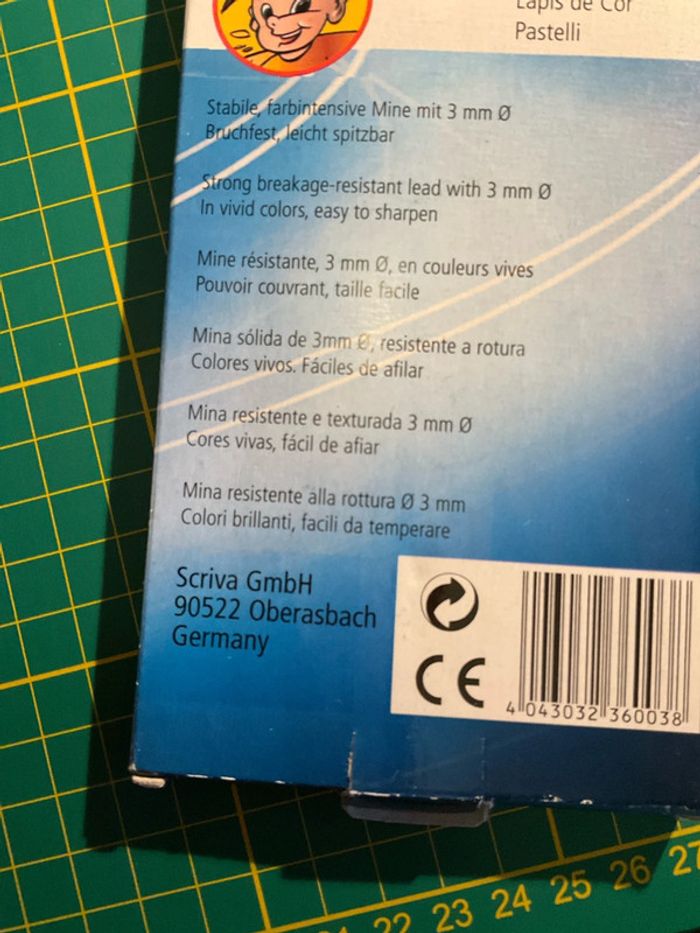 Lapis de Cor
Pastelli
Stabile, farbintensive Mine mit 3 mm Ø
Bruchfest, leicht spitzbar
Strong breakage-resistant lead with 3 mm Ø
In vivid colors, easy to sharpen
Mine résistante, 3 mm Ø, en couleurs vives
Pouvoir couvrant, taille facile
Mina sólida de 3mm Ø, resistente a rotura
Colores vivos. Fáciles de afilar
Mina resistente e texturada 3 mm Ø
Cores vivas, fácil de afiar
Mina resistente alla rottura Ø 3 mm
Colori brillanti, facili da temperare
Scriva GmbH
90522 Oberasbach
Germany
CE
4 043032 360038
22 23 24 25 26 27